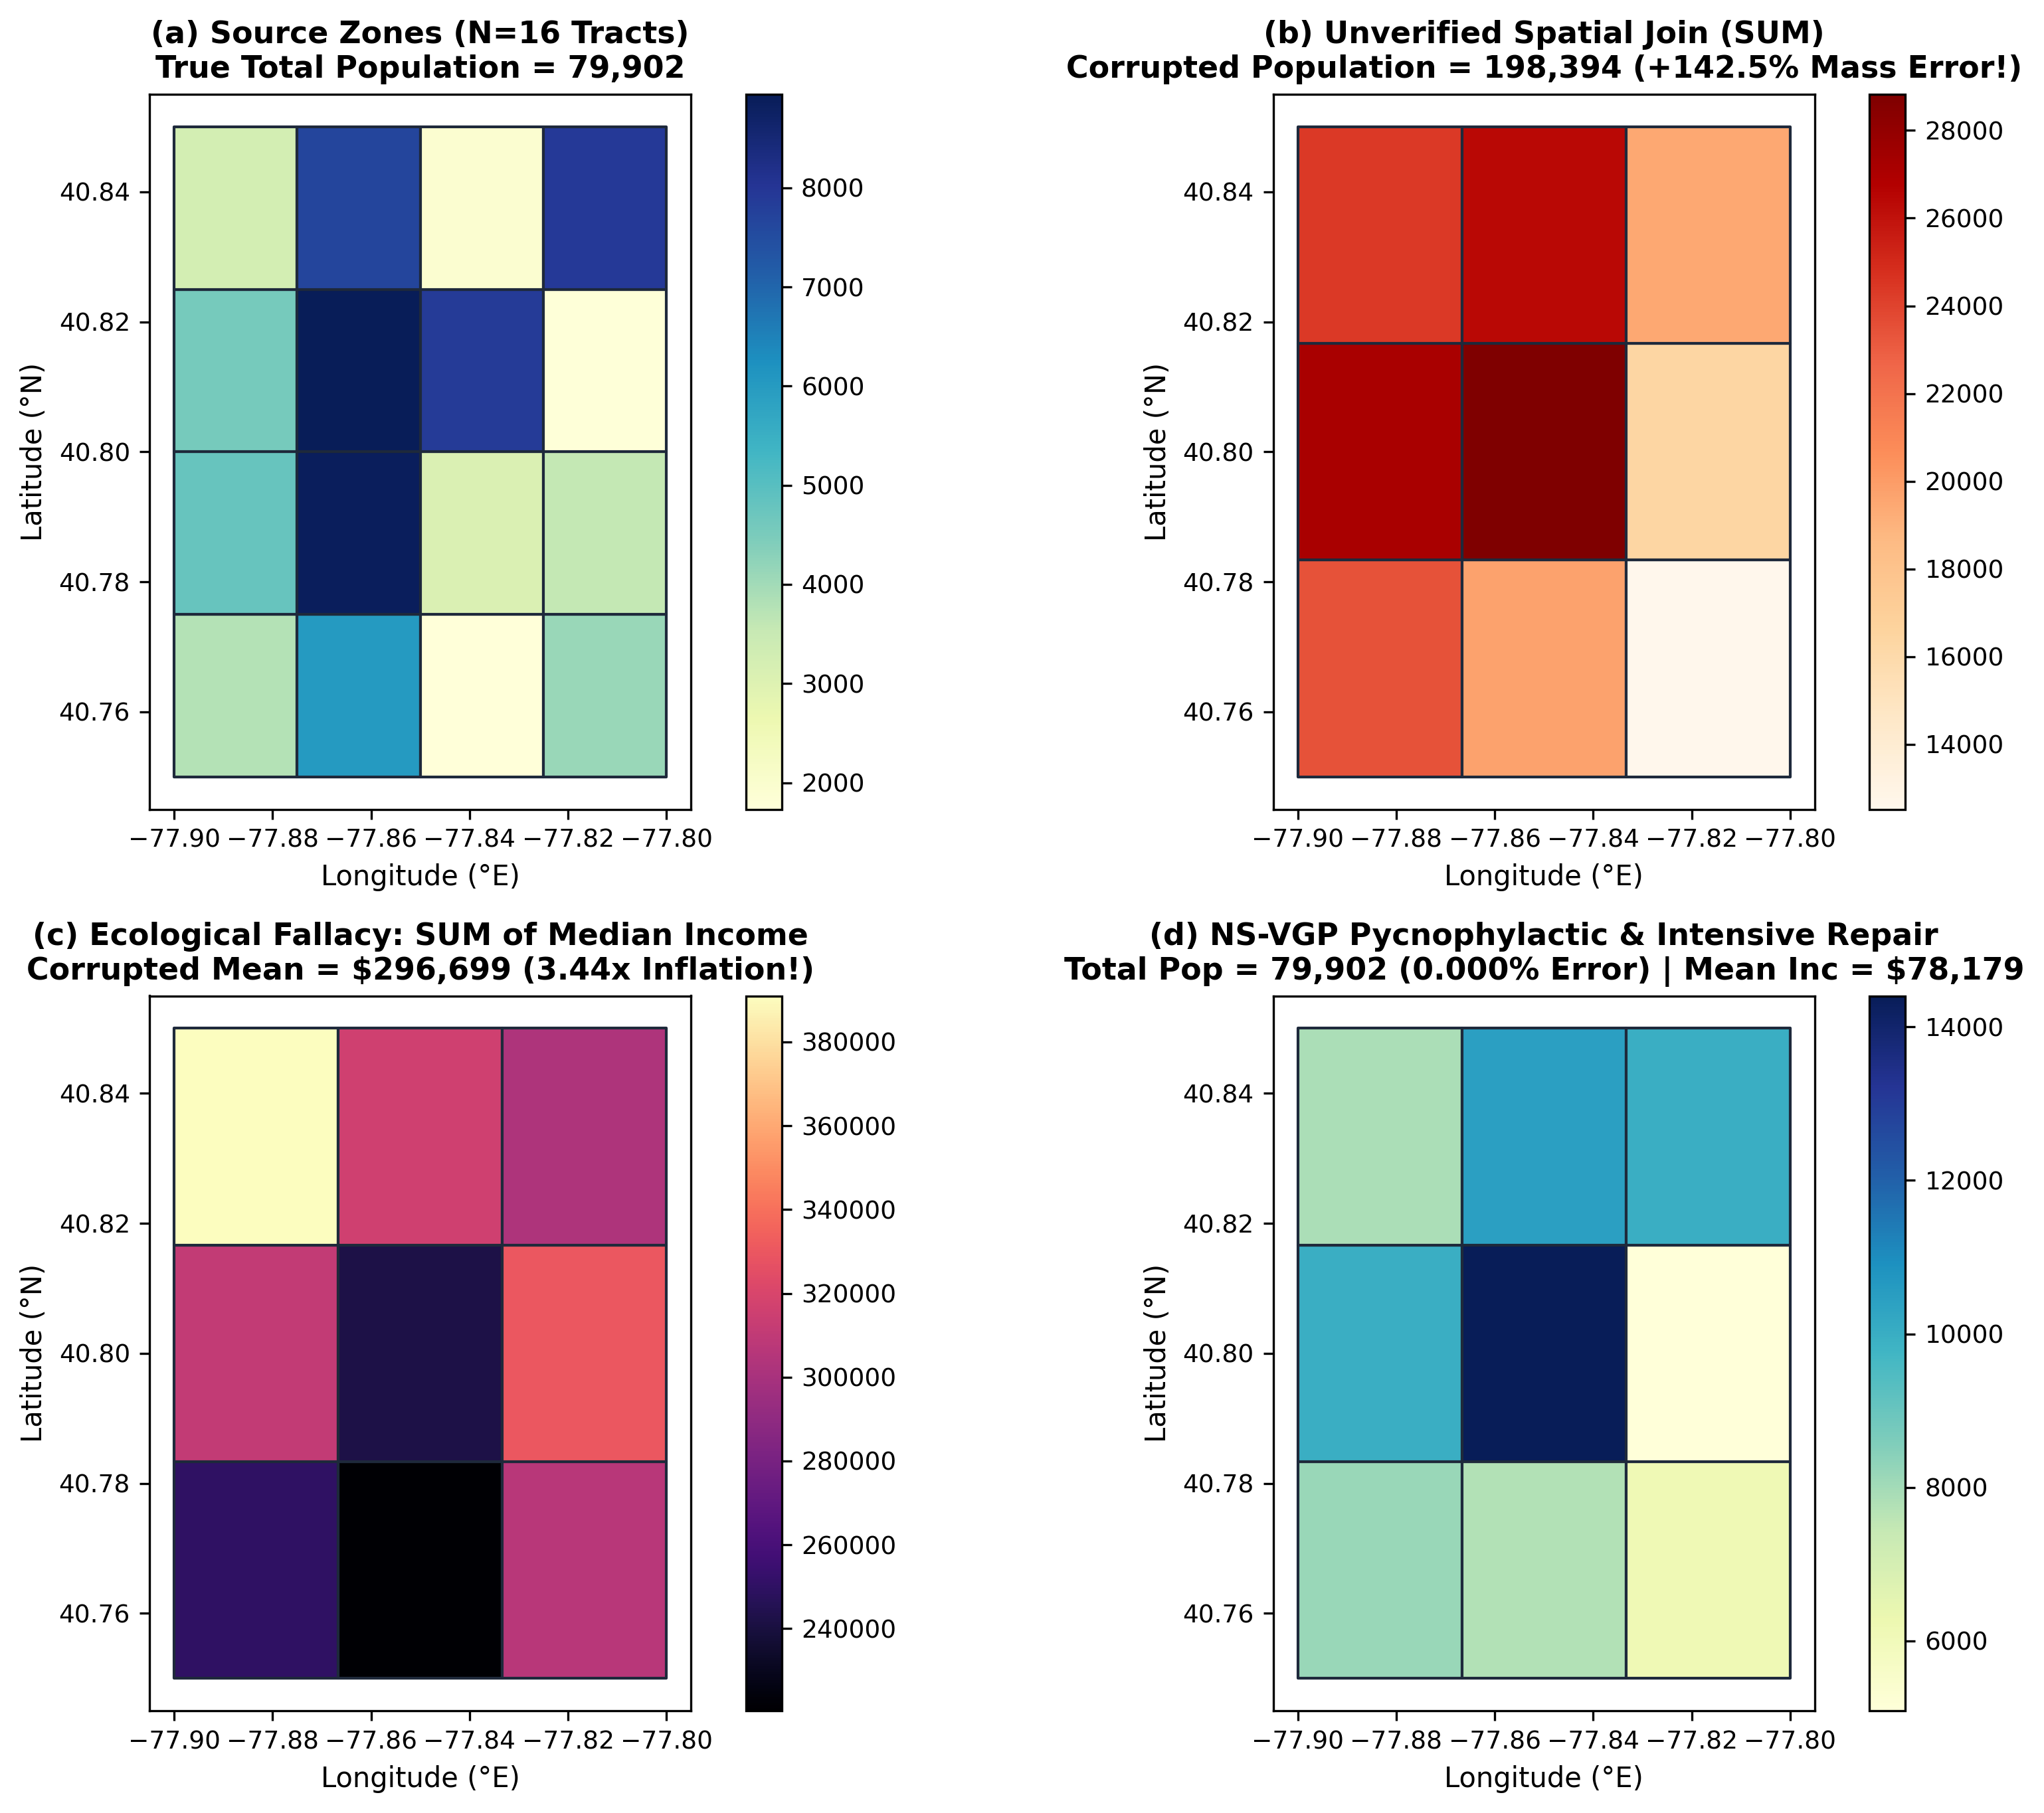 (a) Source Zones (N=16 Tracts)
True Total Population = 79,902
40.84
40.82
40.80
40.78
40.76
Latitude (°N)
−77.90 −77.88 −77.86 −77.84 −77.82 −77.80
Longitude (°E)
8000
7000
6000
5000
4000
3000
2000
(b) Unverified Spatial Join (SUM)
Corrupted Population = 198,394 (+142.5% Mass Error!)
40.84
40.82
40.80
40.78
40.76
Latitude (°N)
−77.90 −77.88 −77.86 −77.84 −77.82 −77.80
Longitude (°E)
28000
26000
24000
22000
20000
18000
16000
14000
(c) Ecological Fallacy: SUM of Median Income
Corrupted Mean = $296,699 (3.44x Inflation!)
40.84
40.82
40.80
40.78
40.76
Latitude (°N)
−77.90 −77.88 −77.86 −77.84 −77.82 −77.80
Longitude (°E)
380000
360000
340000
320000
300000
280000
260000
240000
(d) NS-VGP Pycnophylactic & Intensive Repair
Total Pop = 79,902 (0.000% Error) | Mean Inc = $78,179
40.84
40.82
40.80
40.78
40.76
Latitude (°N)
−77.90 −77.88 −77.86 −77.84 −77.82 −77.80
Longitude (°E)
14000
12000
10000
8000
6000